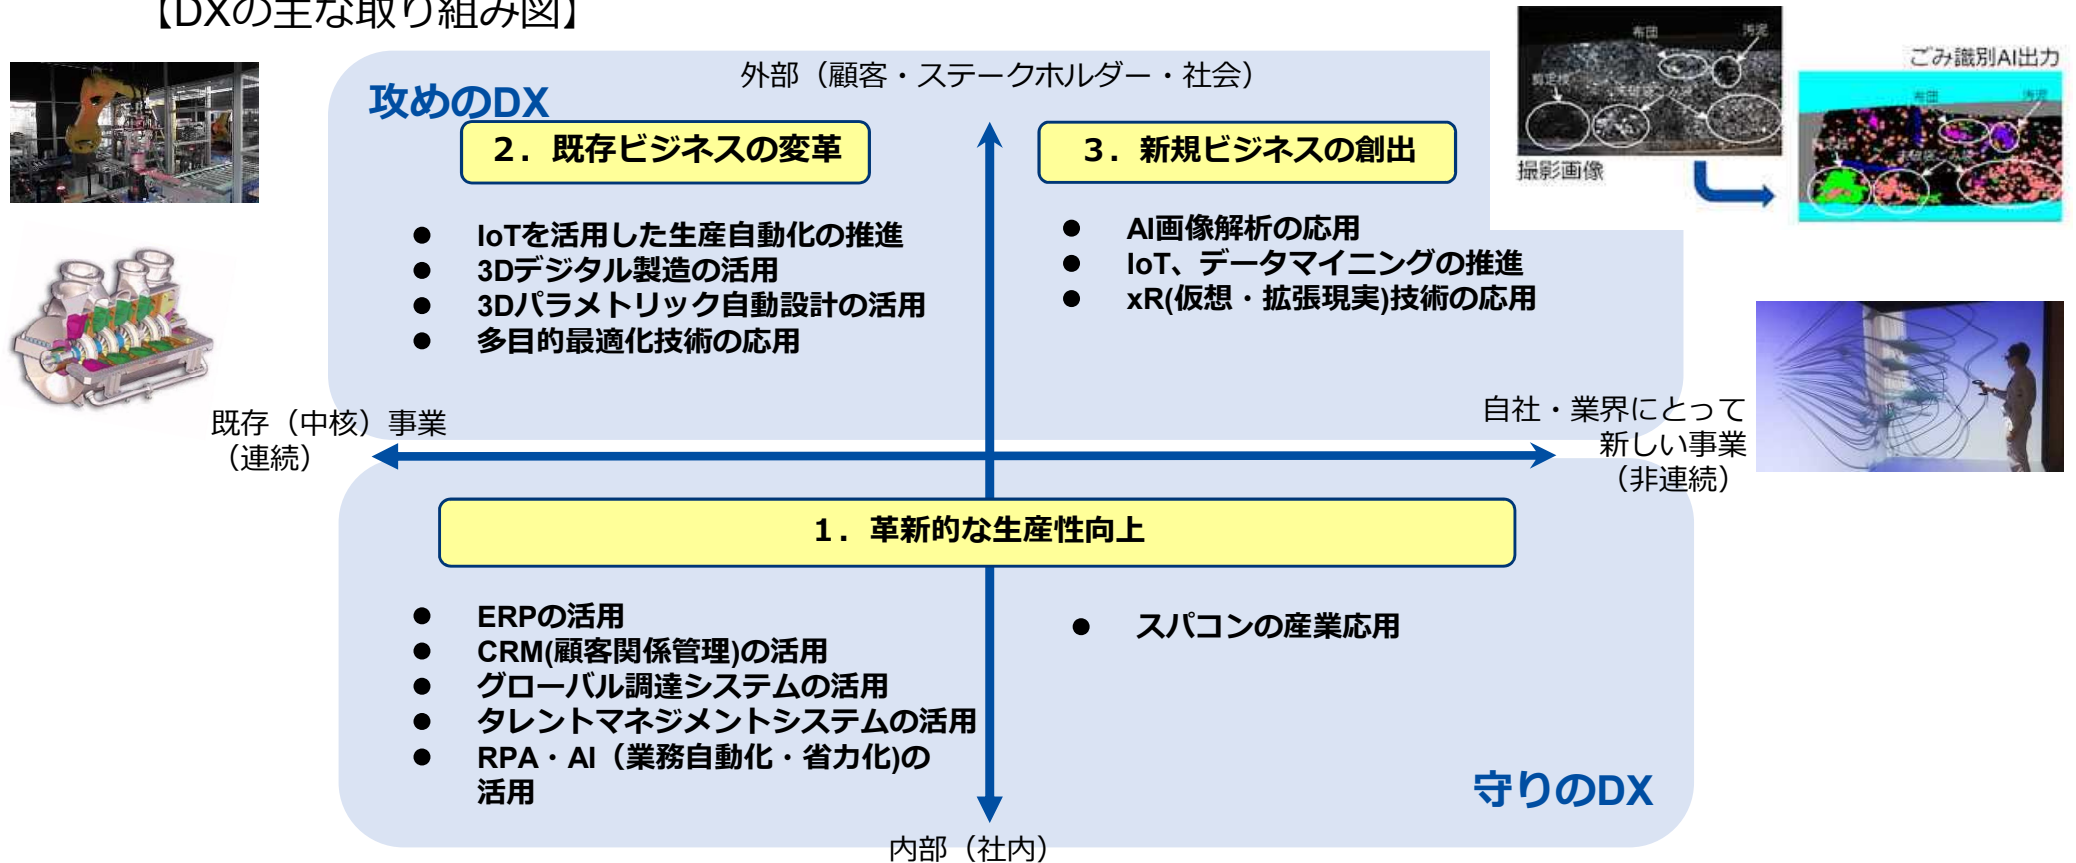 【DXの主な取り組み図】
外部（顧客・ステークホルダー・社会）
攻めのDX
2．既存ビジネスの変革
● IoTを活用した生産自動化の推進
● 3Dデジタル製造の活用
● 3Dパラメトリック自動設計の活用
● 多目的最適化技術の応用
3．新規ビジネスの創出
● AI画像解析の応用
● IoT、データマイニングの推進
● xR(仮想・拡張現実)技術の応用
布団
汚泥
剪定枝
撮影画像
ごみ識別AI出力
布団
汚泥
既存（中核）事業
（連続）
自社・業界にとって
新しい事業
（非連続）
1．革新的な生産性向上
● ERPの活用
● CRM(顧客関係管理)の活用
● グローバル調達システムの活用
● タレントマネジメントシステムの活用
● RPA・AI（業務自動化・省力化)の
活用
● スパコンの産業応用
守りのDX
内部（社内）